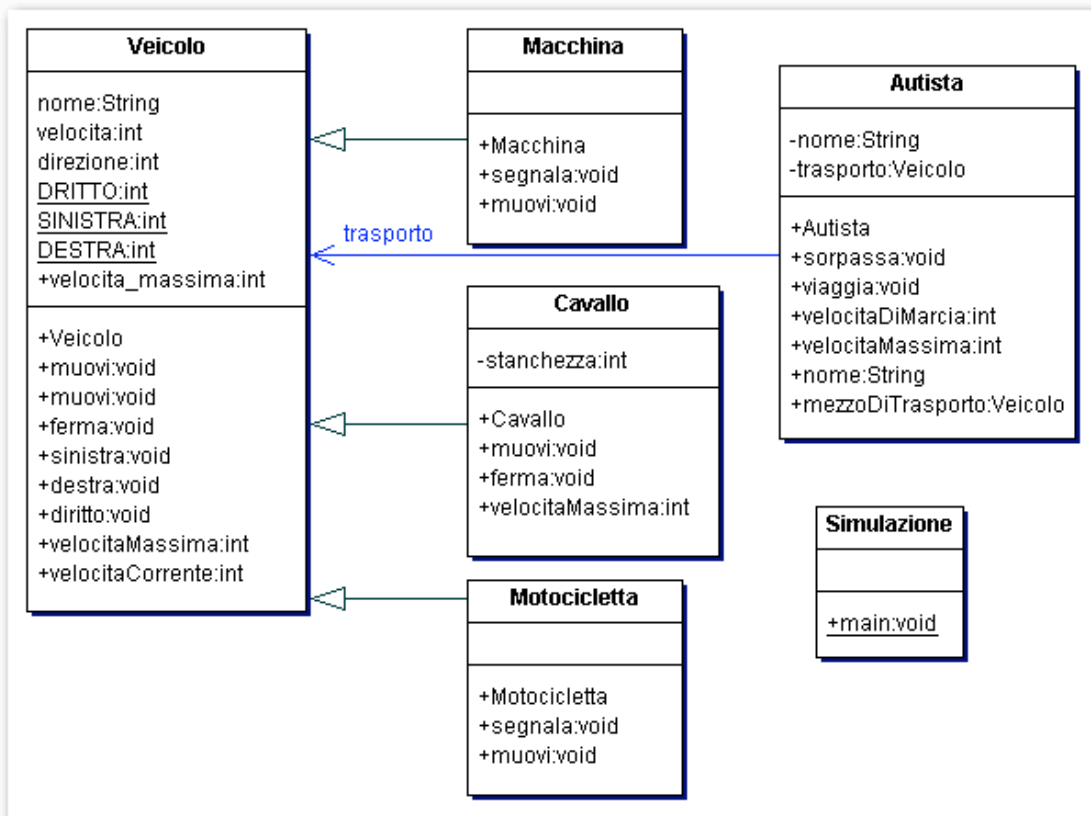 Veicolo
nome:String
velocita:int
direzione:int
DRITTO:int
SINISTRA:int
DESTRA:int
+velocita_massima:int
+Veicolo
+muovi:void
+muovi:void
+ferma:void
+sinistra:void
+destra:void
+diritto:void
+velocitaMassima:int
+velocitaCorrente:int
Macchina
+Macchina
+segnala:void
+muovi:void
trasporto
Cavallo
-stanchezza:int
+Cavallo
+muovi:void
+ferma:void
+velocitaMassima:int
Motocicletta
+Motocicletta
+segnala:void
+muovi:void
Autista
-nome:String
-trasporto:Veicolo
+Autista
+sorpassa:void
+viaggia:void
+velocitaDiMarcia:int
+velocitaMassima:int
+nome:String
+mezzoDiTrasporto:Veicolo
Simulazione
+main:void